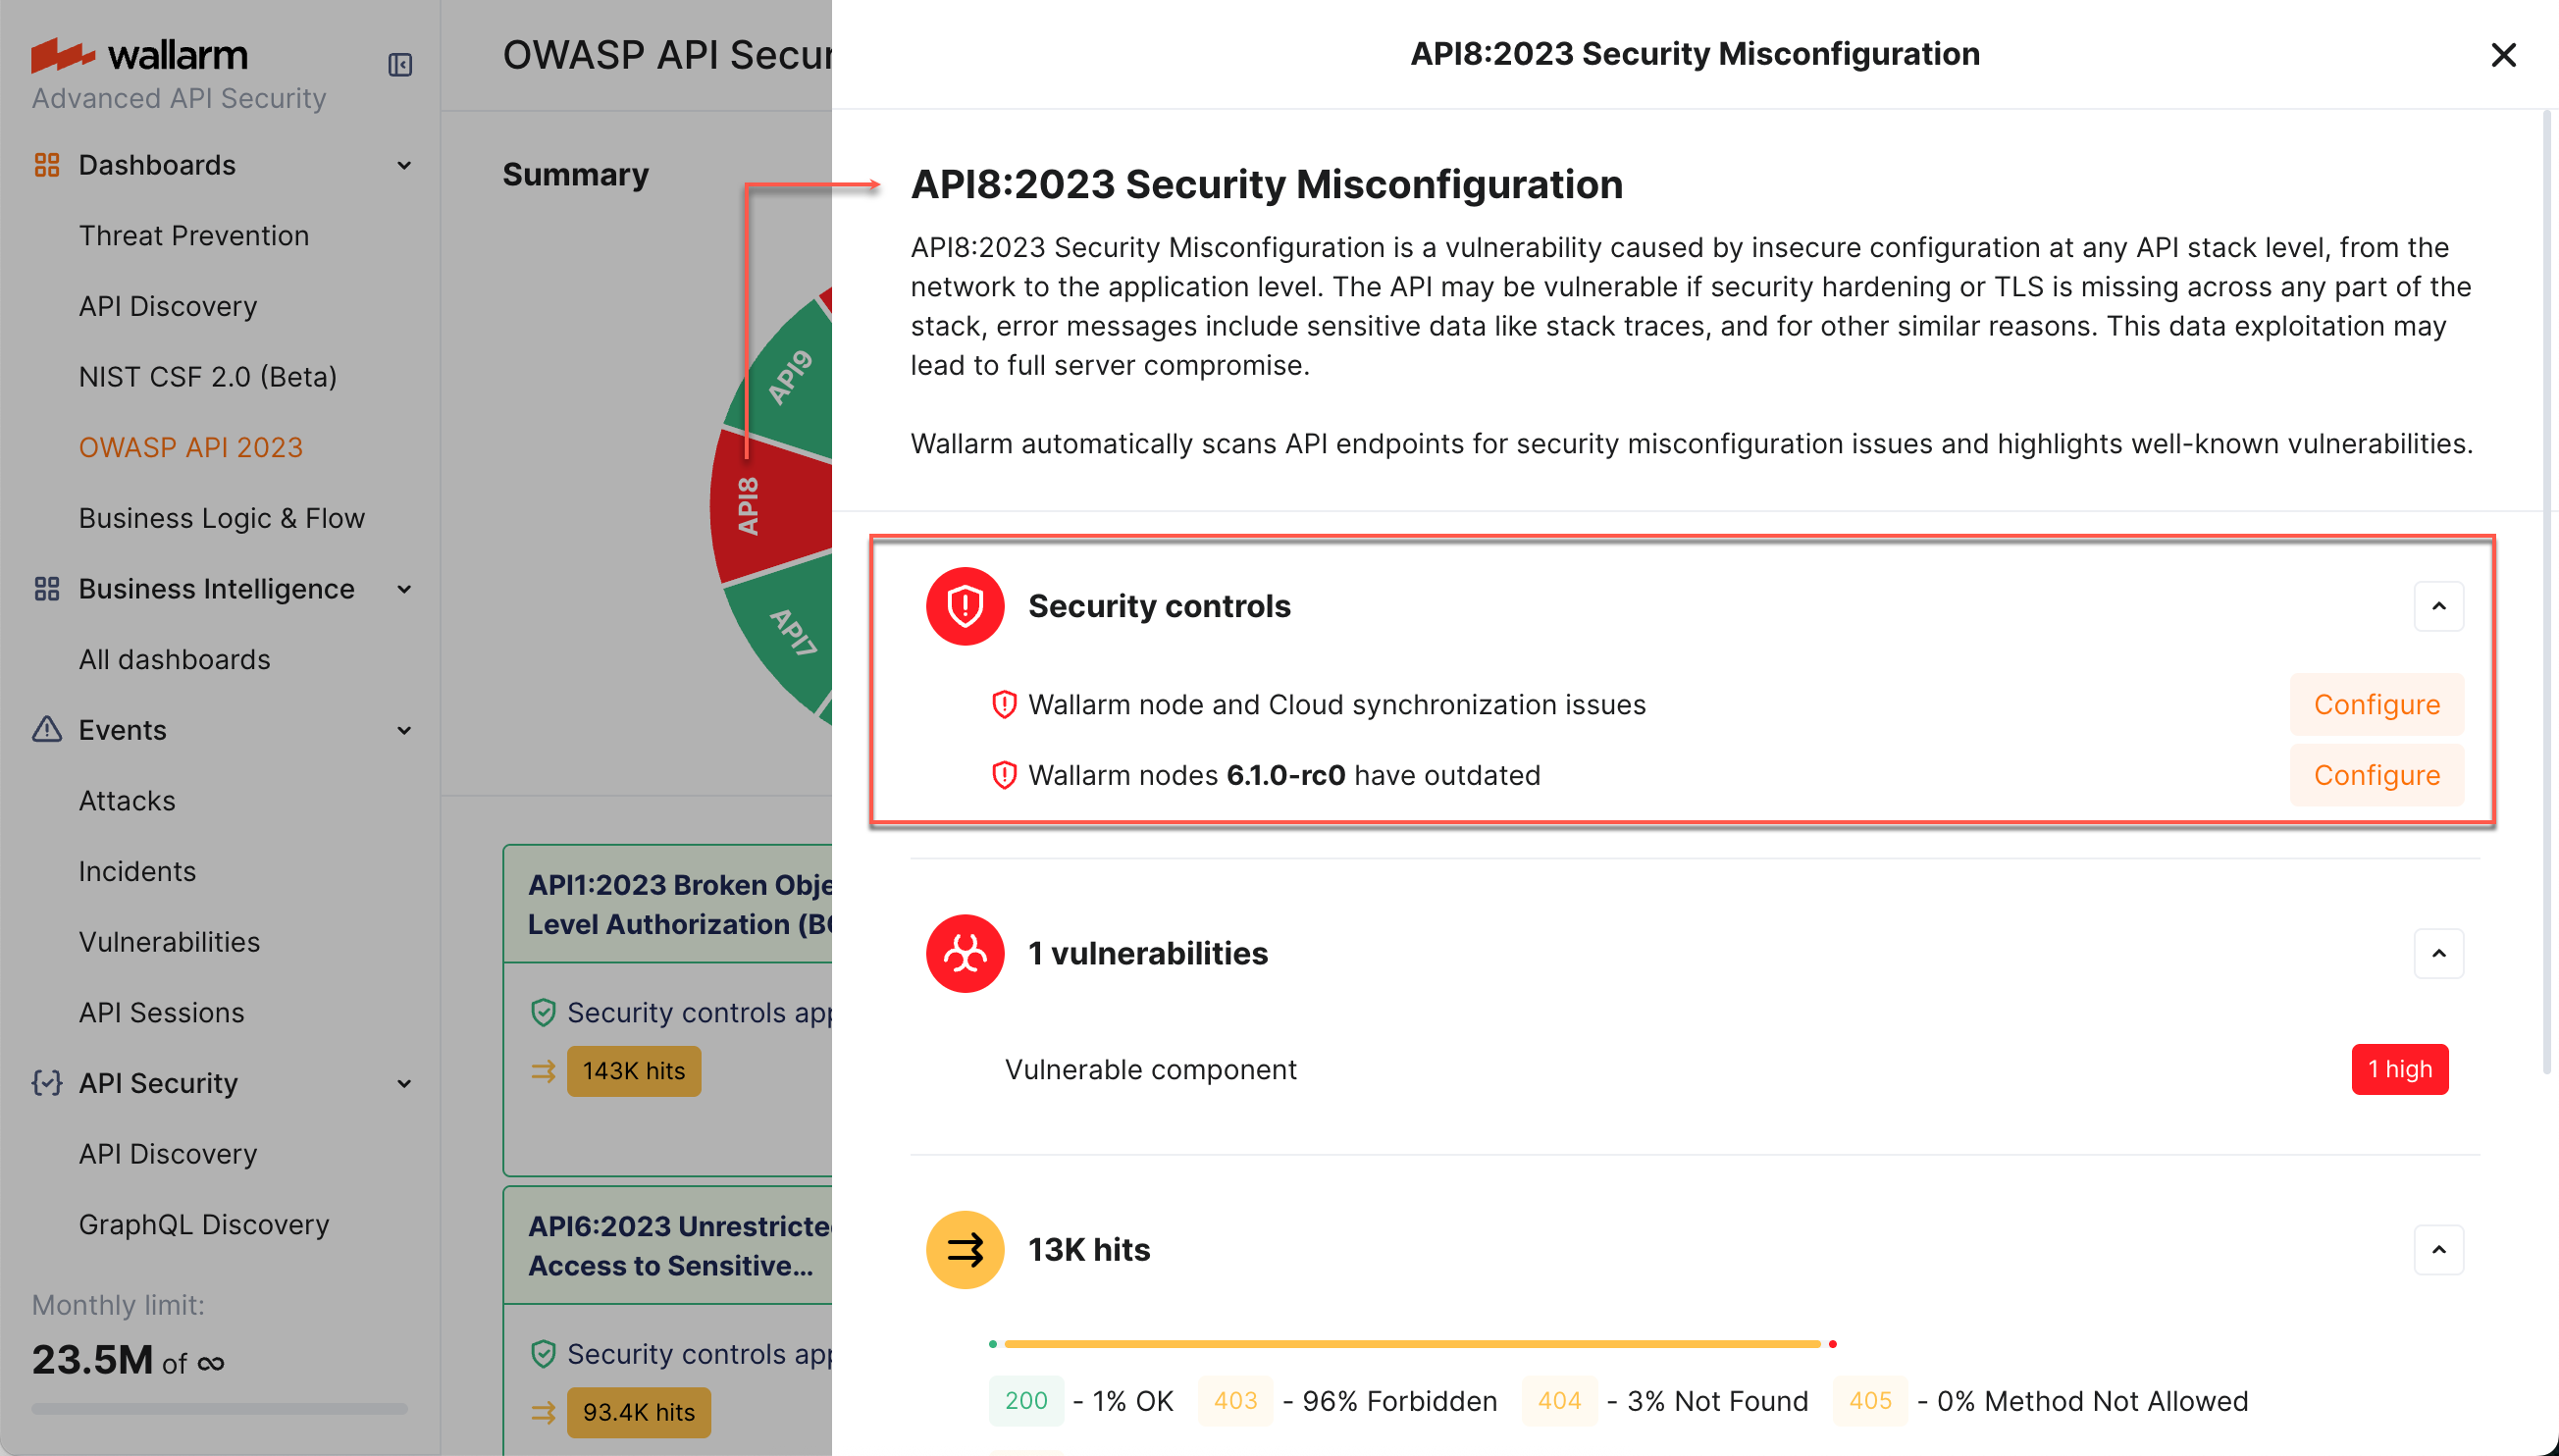 wallarm
Advanced API Security
Dashboards
Threat Prevention
API Discovery
NIST CSF 2.0 (Beta)
OWASP API 2023
Business Logic & Flow
Business Intelligence
All dashboards
Events
Attacks
Incidents
Vulnerabilities
API Sessions
API Security
API Discovery
GraphQL Discovery
Monthly limit:
23.5M of ∞
OWASP API Secur
Summary
API9
API8
API7
API1:2023 Broken Obje
Level Authorization (BO
Security controls app
143K hits
API6:2023 Unrestricte
Access to Sensitive...
Security controls app
93.4K hits
API8:2023 Security Misconfiguration
API8:2023 Security Misconfiguration
API8:2023 Security Misconfiguration is a vulnerability caused by insecure configuration at any API stack level, from the
network to the application level. The API may be vulnerable if security hardening or TLS is missing across any part of the
stack, error messages include sensitive data like stack traces, and for other similar reasons. This data exploitation may
lead to full server compromise.
Wallarm automatically scans API endpoints for security misconfiguration issues and highlights well-known vulnerabilities.
Security controls
Wallarm node and Cloud synchronization issues Configure
Wallarm nodes 6.1.0-rc0 have outdated Configure
1 vulnerabilities
Vulnerable component 1 high
13K hits
200 - 1% OK 403 - 96% Forbidden 404 - 3% Not Found 405 - 0% Method Not Allowed